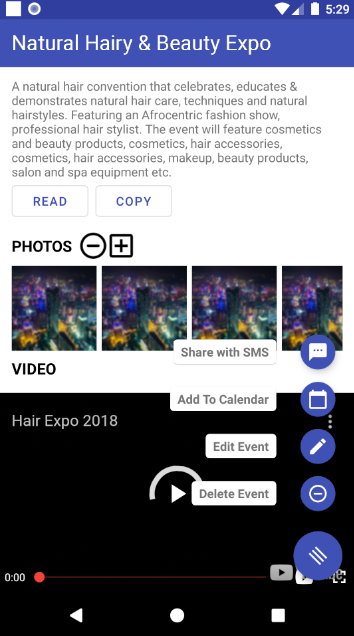 5:29
Natural Hairy & Beauty Expo
A natural hair convention that celebrates, educates &
demonstrates natural hair care, techniques and natural
hairstyles. Featuring an Afrocentric fashion show,
professional hair stylist. The event will feature cosmetics
and beauty products, cosmetics, hair accessories,
cosmetics, hair accessories, makeup, beauty products,
salon and spa equipment etc.
READ COPY
PHOTOS
Share with SMS
VIDEO
Add To Calendar
Hair Expo 2018
Edit Event
Delete Event
0:00